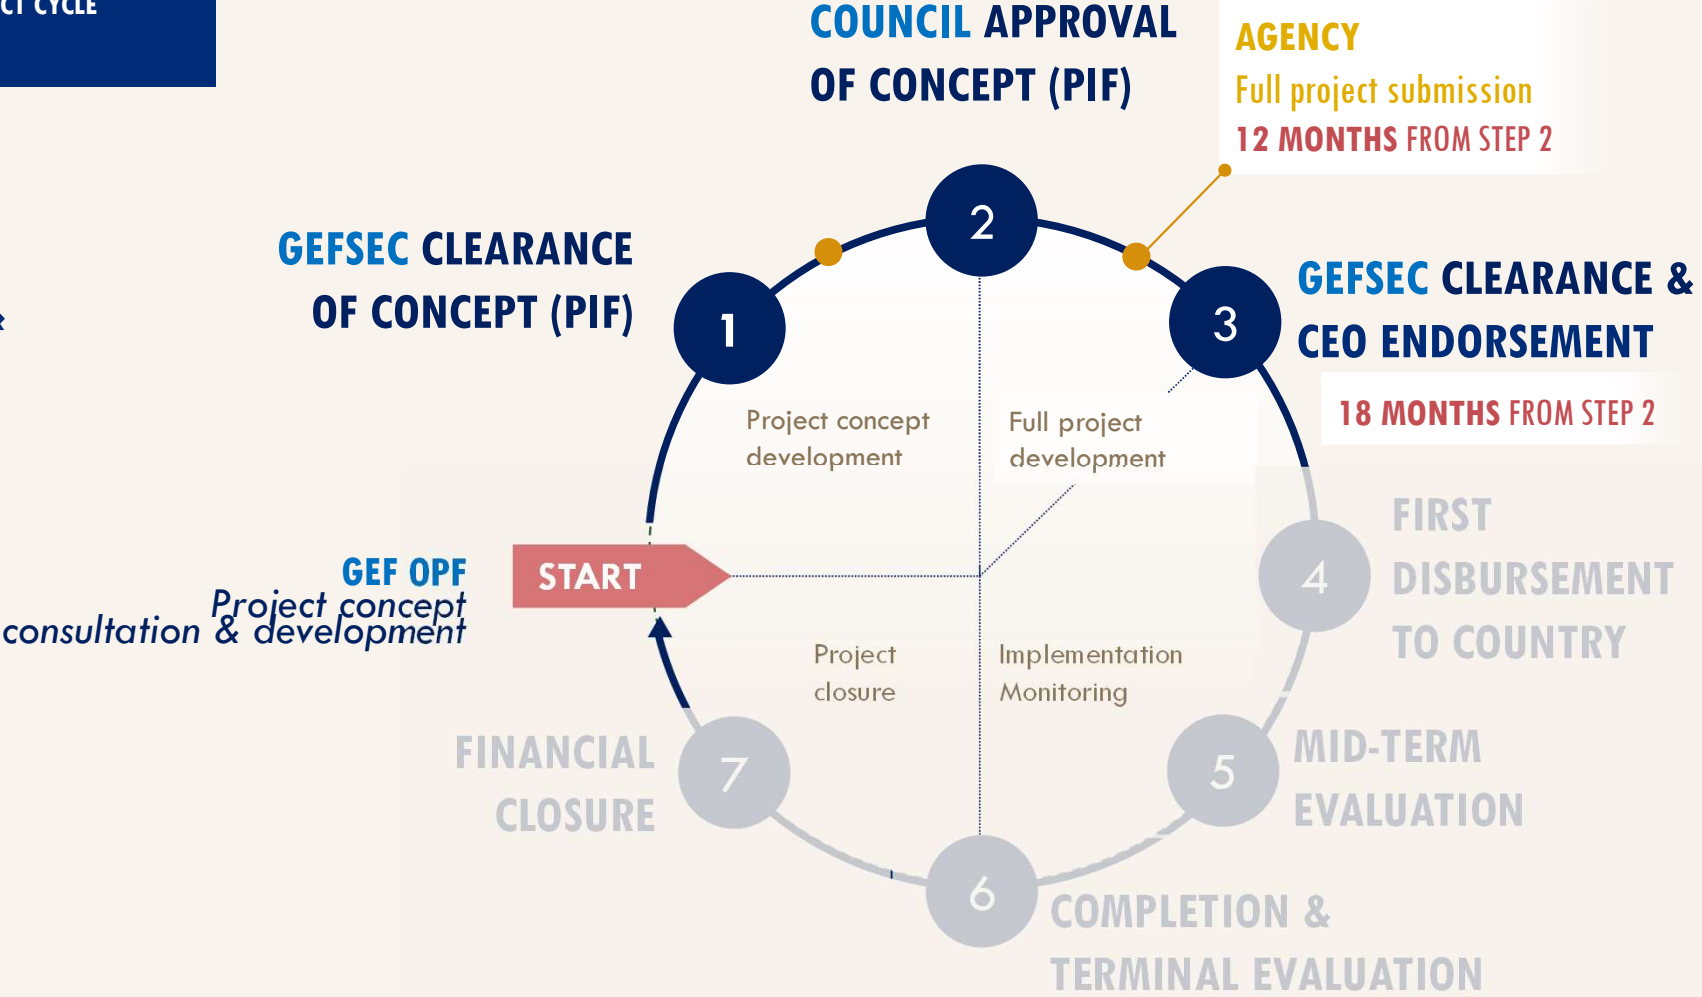 CT CYCLE
COUNCIL APPROVAL
OF CONCEPT (PIF)
AGENCY
Full project submission
12 MONTHS FROM STEP 2
2
GEFSEC CLEARANCE
OF CONCEPT (PIF)
1
3
GEFSEC CLEARANCE &
CEO ENDORSEMENT
18 MONTHS FROM STEP 2
&
Project concept
development
Full project
development
START
GEF OPF
Project concept
consultation & development
4
FIRST
DISBURSEMENT
TO COUNTRY
Project
closure
Implementation
Monitoring
FINANCIAL
CLOSURE
7
5
MID-TERM
EVALUATION
6
COMPLETION &
TERMINAL EVALUATION